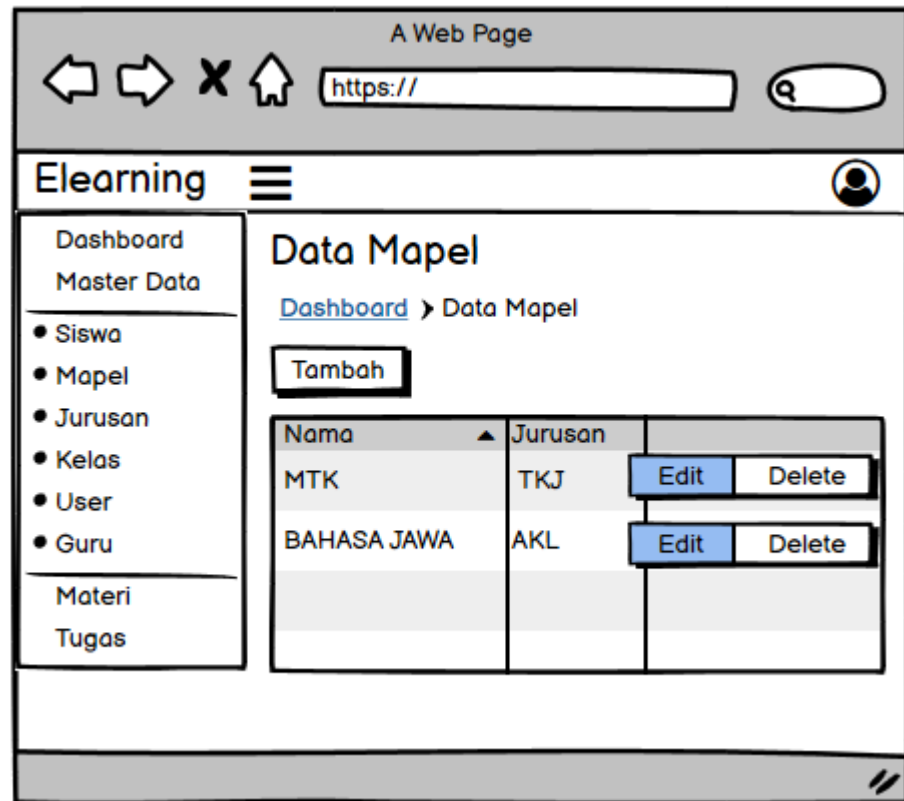 A Web Page
https://
Elearning
Dashboard
Master Data
Siswa
Mapel
Jurusan
Kelas
User
Guru
Materi
Tugas
Data Mapel
Dashboard Data Mapel
Tambah
Nama Jurusan
MTK TKJ Edit Delete
BAHASA JAWA AKL Edit Delete